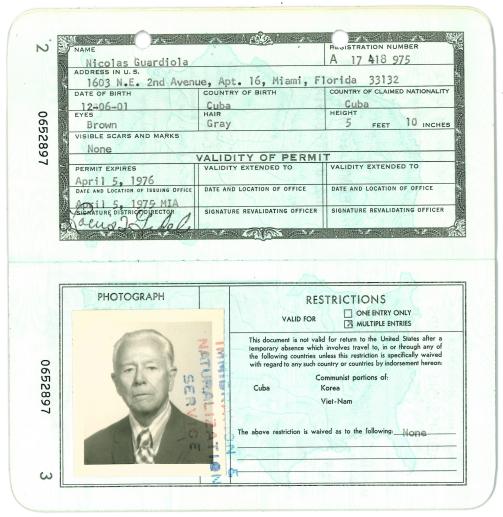 2
0652897
NAME
Nicolas Guardiola
REGISTRATION NUMBER
A 17 418 975
ADDRESS IN U. S.
1603 N.E. 2nd Avenue, Apt. 16, Miami, Florida 33132
DATE OF BIRTH
12-06-01
COUNTRY OF BIRTH
Cuba
COUNTRY OF CLAIMED NATIONALITY
Cuba
EYES
Brown
HAIR
Gray
HEIGHT
5 FEET 10 INCHES
VISIBLE SCARS AND MARKS
None
VALIDITY OF PERMIT
PERMIT EXPIRES
April 5, 1976
VALIDITY EXTENDED TO
VALIDITY EXTENDED TO
DATE AND LOCATION OF ISSUING OFFICE
April 5, 1975 MIA
DATE AND LOCATION OF OFFICE
DATE AND LOCATION OF OFFICE
SIGNATURE DISTRICT DIRECTOR
SIGNATURE REVALIDATING OFFICER
SIGNATURE REVALIDATING OFFICER
PHOTOGRAPH
IMMIGRATION &
NATURALIZATION
SERVICE
RESTRICTIONS
VALID FOR
ONE ENTRY ONLY
MULTIPLE ENTRIES
This document is not valid for return to the United States after a
temporary absence which involves travel to, in or through any of
the following countries unless this restriction is specifically waived
with regard to any such country or countries by indorsement hereon:
Communist portions of:
Cuba
Korea
Viet-Nam
The above restriction is waived as to the following: None
0652897
3